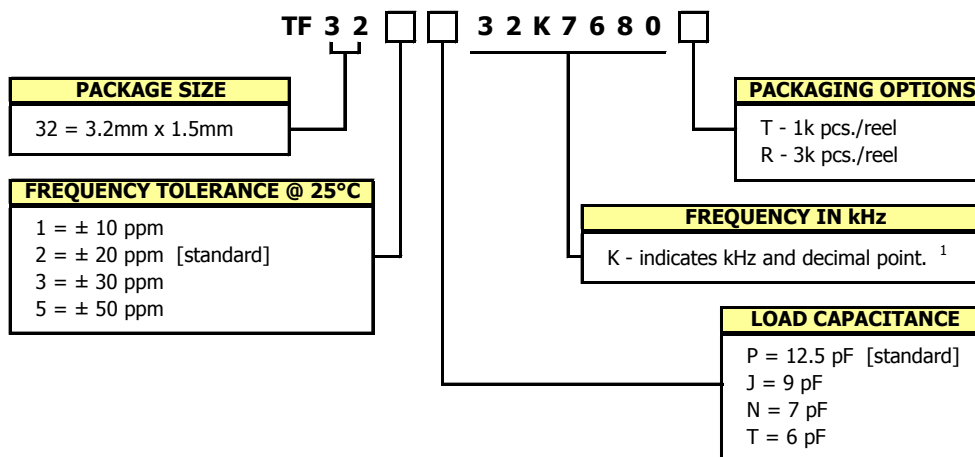 TF 3 2 3 2 K 7 6 8 0
PACKAGE SIZE
32 = 3.2mm x 1.5mm
PACKAGING OPTIONS
T - 1k pcs./reel
R - 3k pcs./reel
FREQUENCY TOLERANCE @ 25°C
1 = ± 10 ppm
2 = ± 20 ppm [standard]
3 = ± 30 ppm
5 = ± 50 ppm
FREQUENCY IN kHz
K - indicates kHz and decimal point. 1
LOAD CAPACITANCE
P = 12.5 pF [standard]
J = 9 pF
N = 7 pF
T = 6 pF